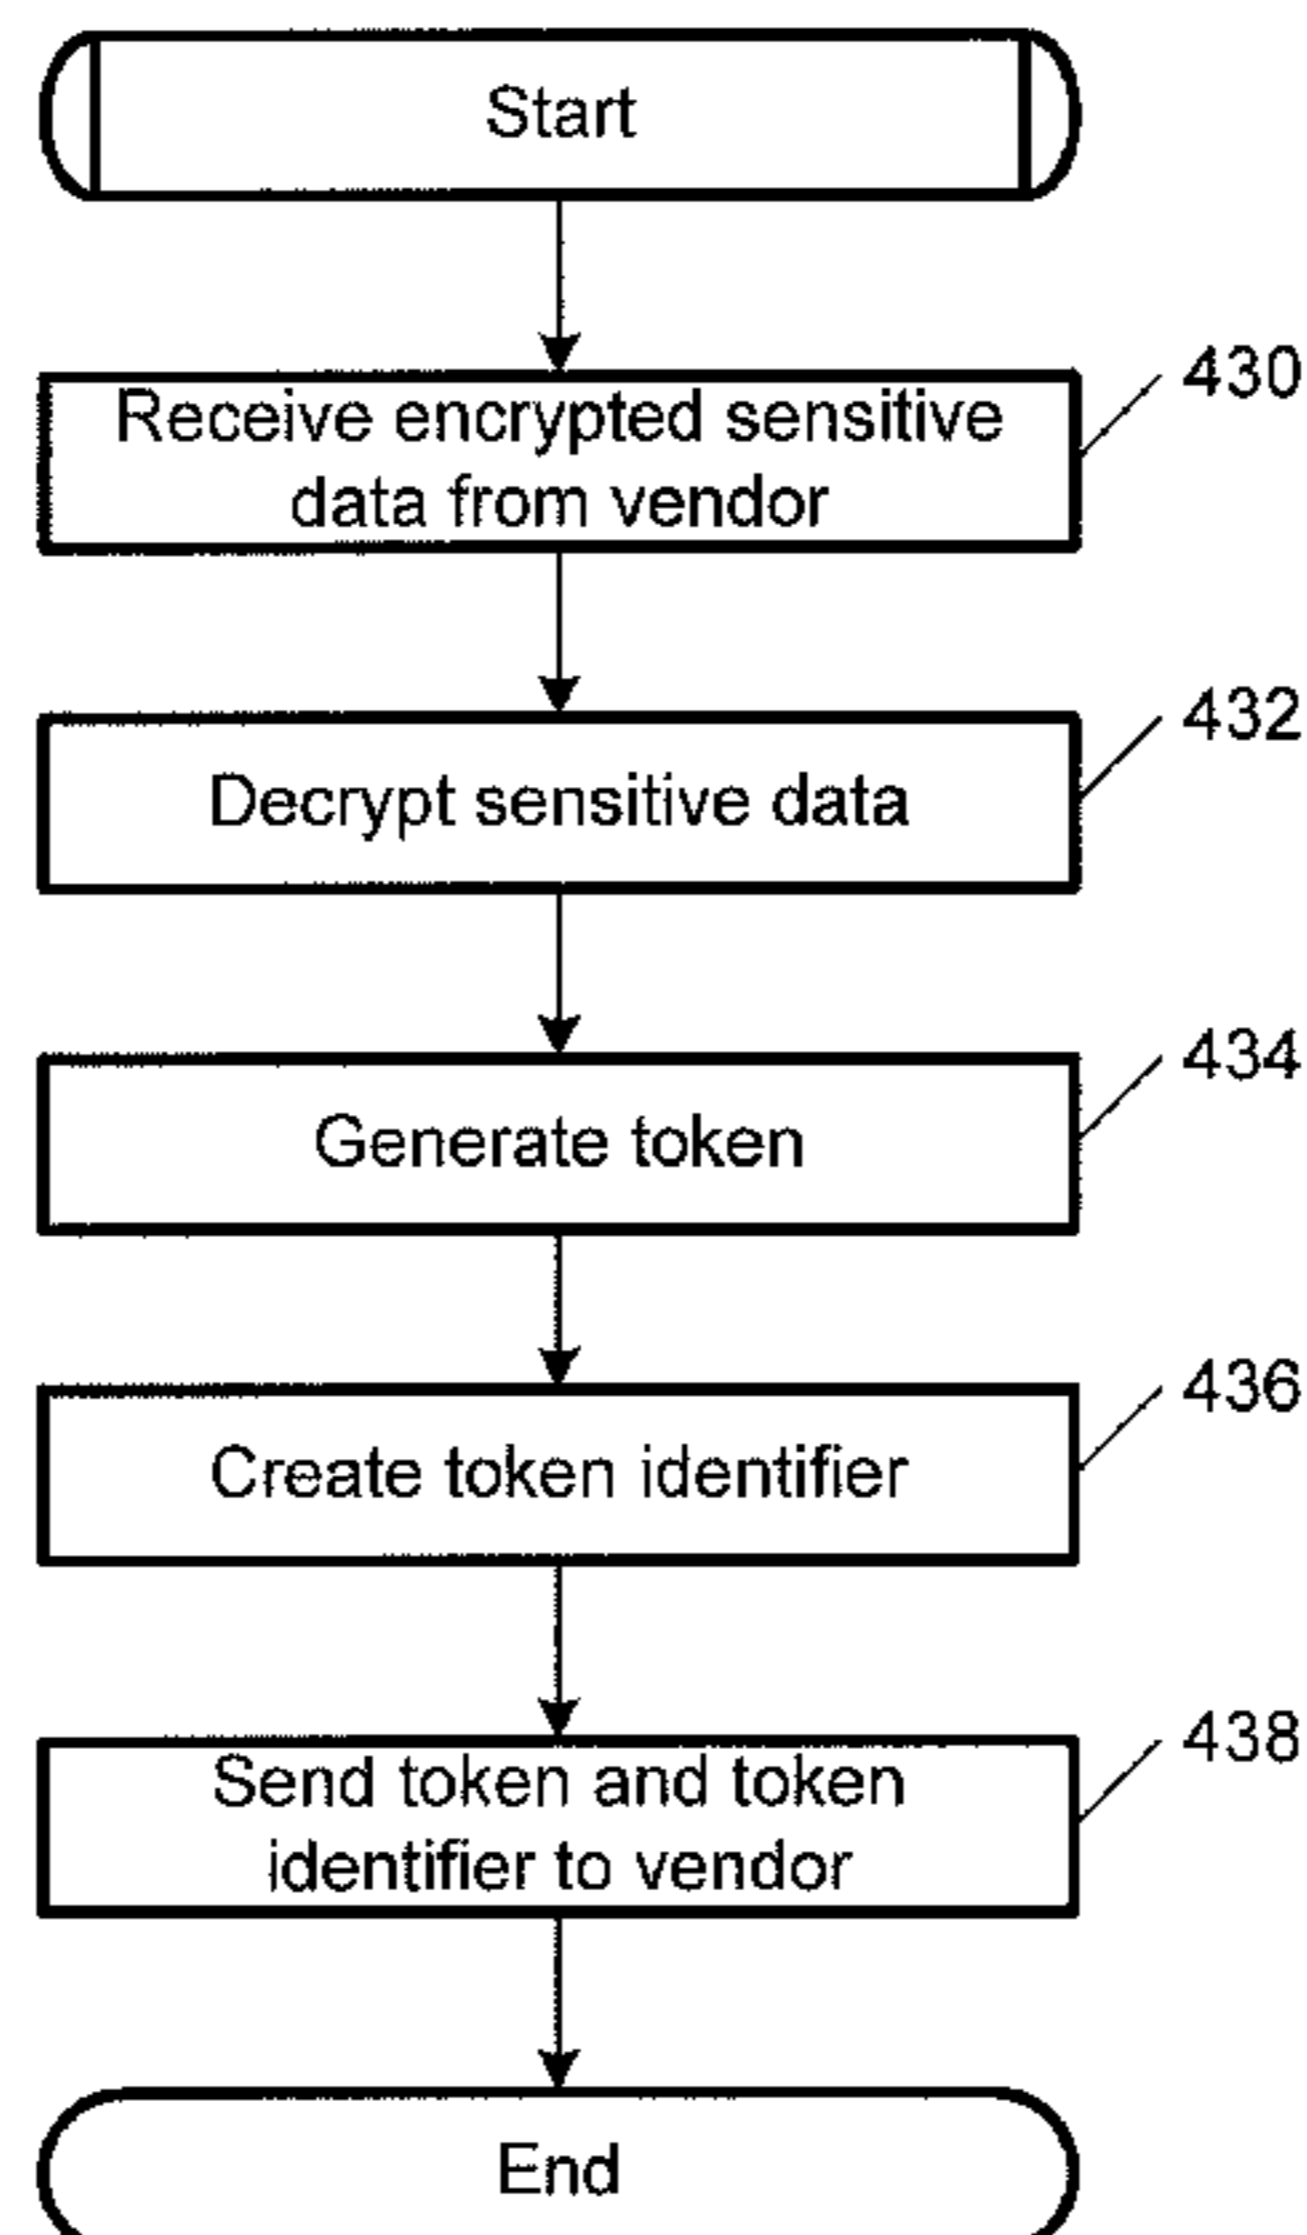 Start
430
Receive encrypted sensitive
data from vendor
432
Decrypt sensitive data
434
Generate token
436
Create token identifier
438
Send token and token
identifier to vendor
End